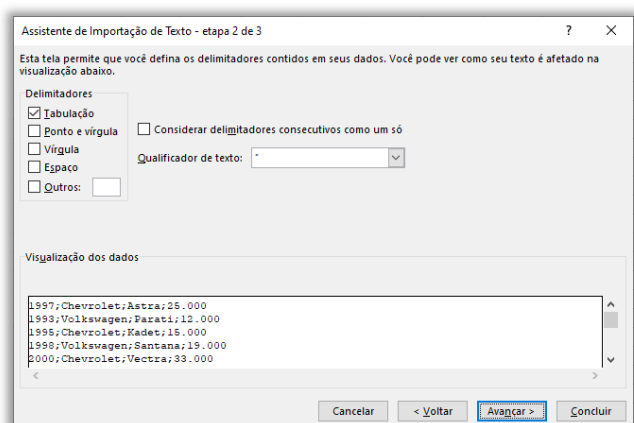 Assistente de Importação de Texto - etapa 2 de 3 ? ×
Esta tela permite que você defina os delimitadores contidos em seus dados. Você pode ver como seu texto é afetado na
visualização abaixo.
Delimitadores
Tabulação
Ponto e vírgula
Vírgula
Espaço
Outros:
Considerar delimitadores consecutivos como um só
Qualificador de texto: "
Visualização dos dados
1997;Chevrolet;Astra;25.000
1993;Volkswagen;Parati;12.000
1995;Chevrolet;Kadet;15.000
1998;Volkswagen;Santana;19.000
2000;Chevrolet;Vectra;33.000
Cancelar
< Voltar
Avançar >
Concluir